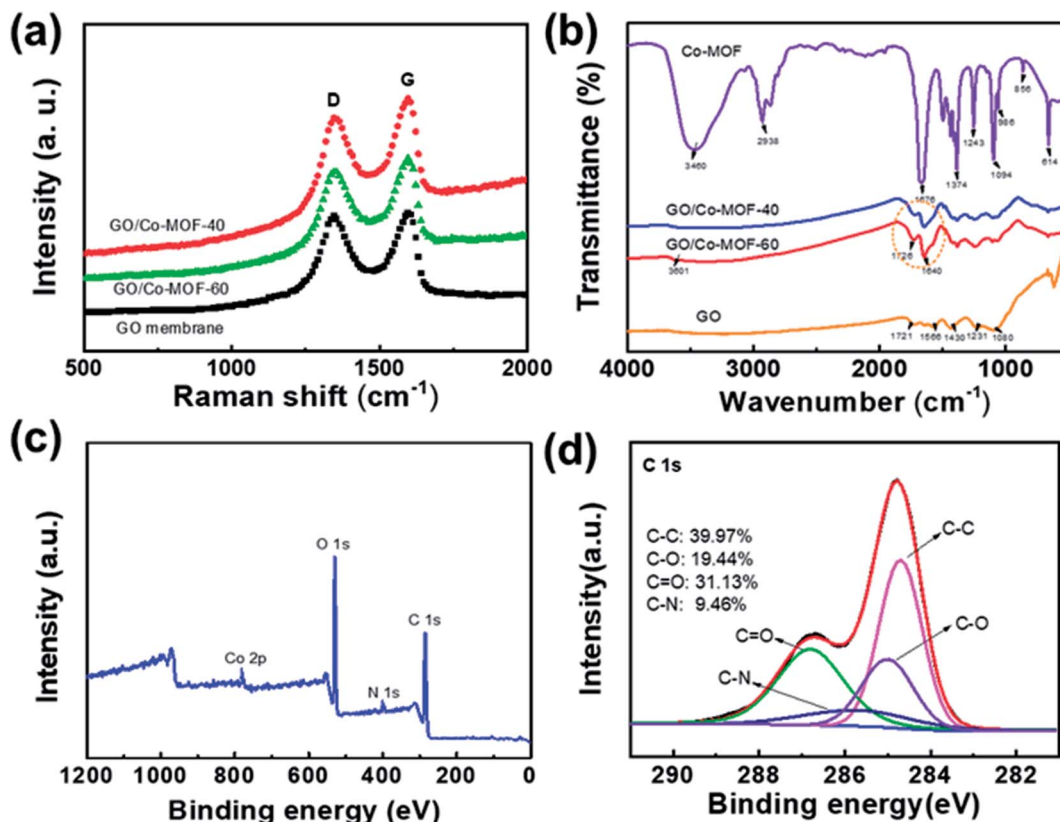 (a)
Intensity (a. u.)
D
G
GO/Co-MOF-40
GO/Co-MOF-60
GO membrane
500
1000
1500
2000
Raman shift (cm-1)
(b)
Transmittance (%)
Co-MOF
3460
2938
1676
1374
1243
1094
986
856
614
GO/Co-MOF-40
GO/Co-MOF-60
3601
1726
1640
GO
1721
1566
1430
1231
1080
4000
3000
2000
1000
Wavenumber (cm-1)
(c)
Intensity (a.u.)
O 1s
C 1s
Co 2p
N 1s
1200
1000
800
600
400
200
0
Binding energy (eV)
(d)
Intensity(a.u.)
C 1s
C-C: 39.97%
C-O: 19.44%
C=O: 31.13%
C-N: 9.46%
C-C
C-O
C=O
C-N
290
288
286
284
282
Binding energy(eV)